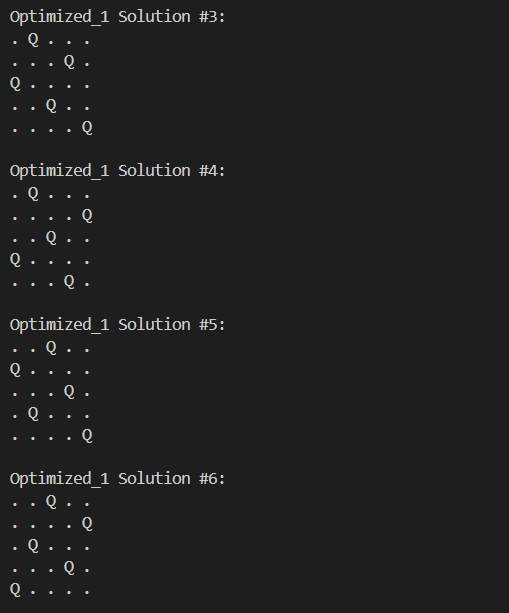 Optimized_1 Solution #3:
. Q . . .
. . . Q .
Q . . . .
. . Q . .
. . . . Q
Optimized_1 Solution #4:
. Q . . .
. . . . Q
. . Q . .
Q . . . .
. . . Q .
Optimized_1 Solution #5:
. . Q . .
Q . . . .
. . . Q .
. Q . . .
. . . . Q
Optimized_1 Solution #6:
. . Q . .
. . . . Q
. Q . . .
. . . Q .
Q . . . .